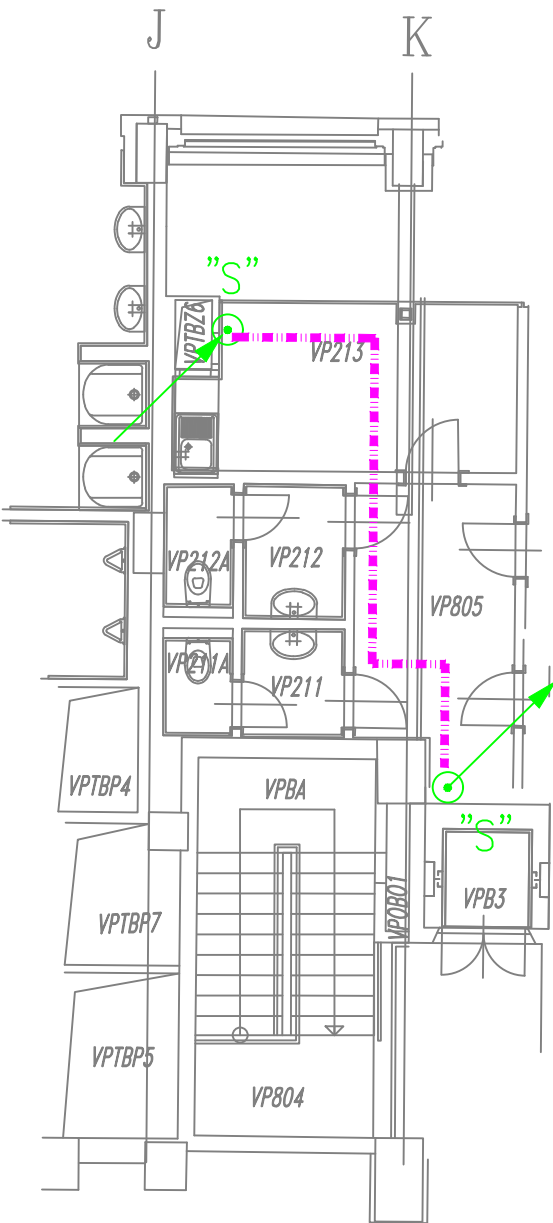 J
K
"S"
VPTBZ6
VP213
VP212A
VP212
VP805
VP211A
VP211
VPTBP4
VPBA
"S"
VPTBP7
VPOBO1
VPB3
VPTBP5
VP804